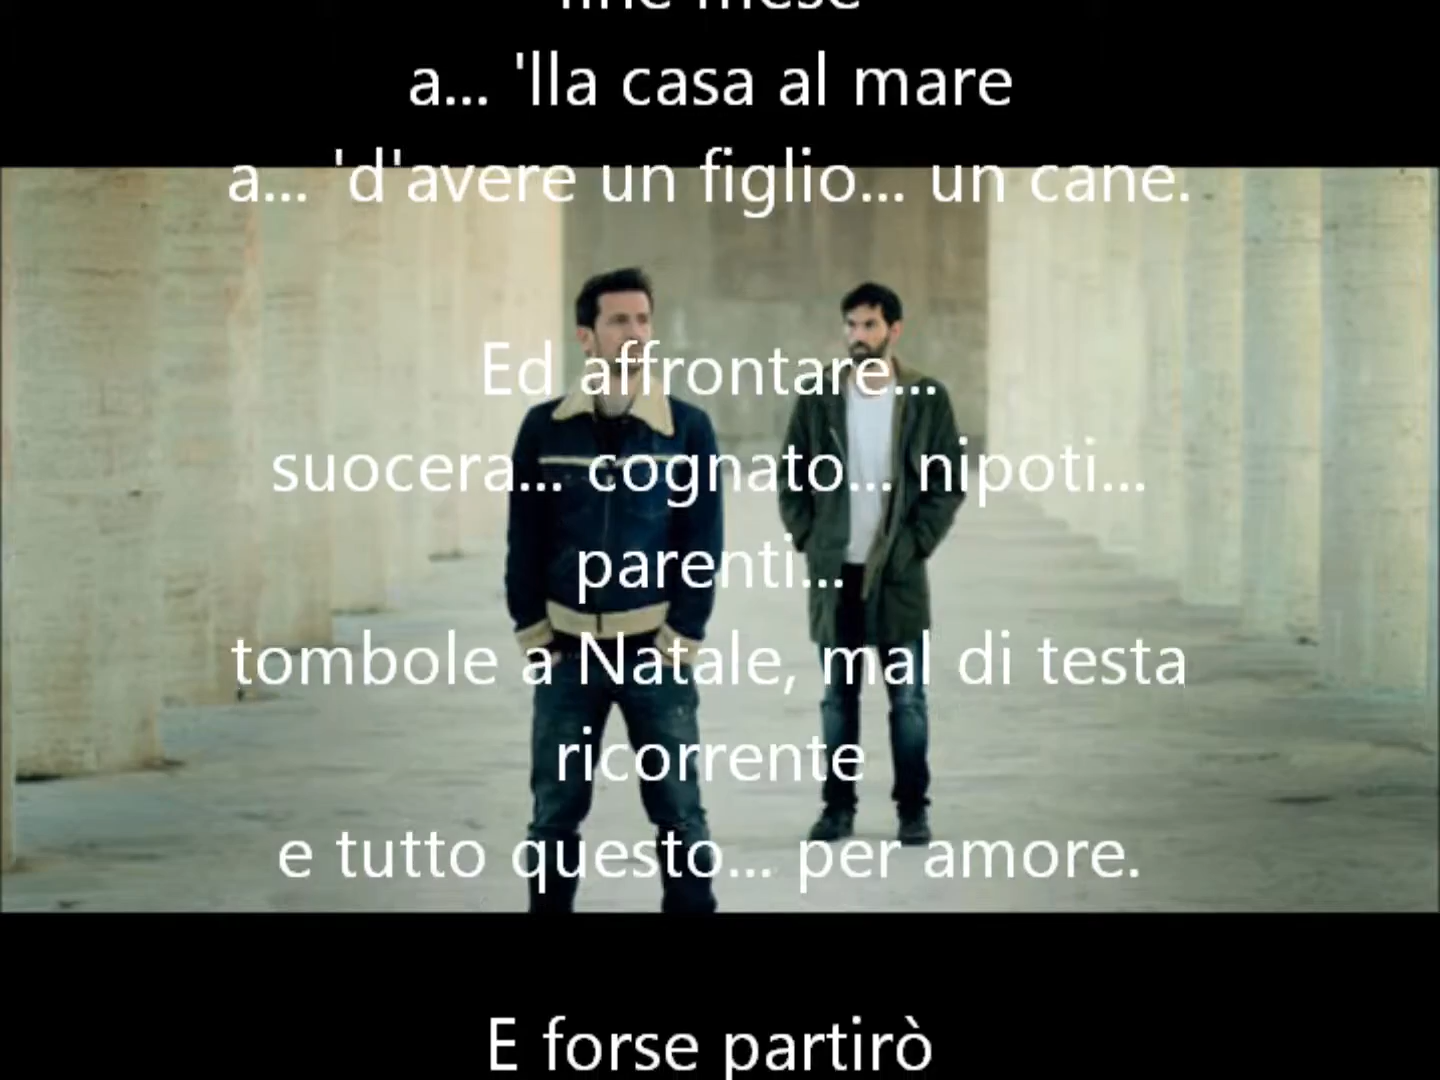 fine mese
a... 'lla casa al mare
a... 'd'avere un figlio... un cane.
Ed affrontare...
suocera... cognato... nipoti...
parenti...
tombole a Natale, mal di testa
ricorrente
e tutto questo... per amore.
E forse partirò